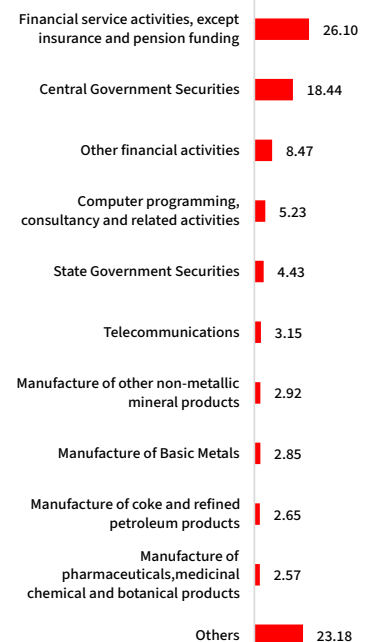 Financial service activities, except
insurance and pension funding
26.10
Central Government Securities
18.44
Other financial activities
8.47
Computer programming,
consultancy and related activities
5.23
State Government Securities
4.43
Telecommunications
3.15
Manufacture of other non-metallic
mineral products
2.92
Manufacture of Basic Metals
2.85
Manufacture of coke and refined
petroleum products
2.65
Manufacture of
pharmaceuticals,medicinal
chemical and botanical products
2.57
Others
23.18